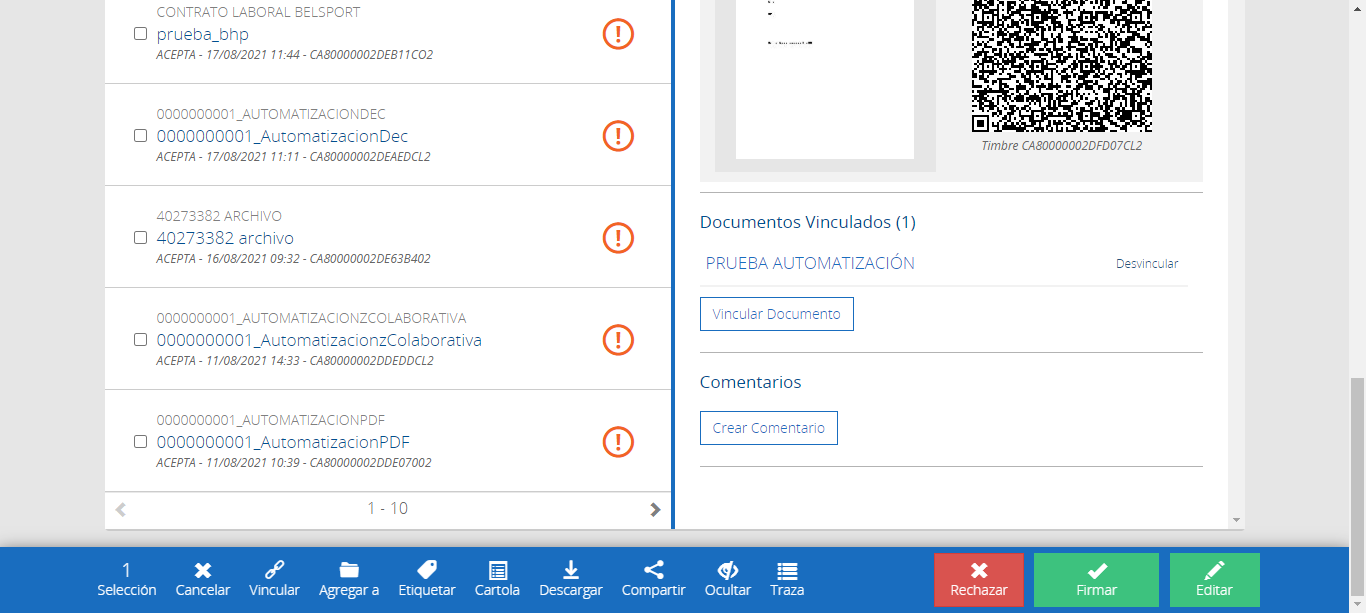 CONTRATO LABORAL BELSPORT
prueba_bhp
ACEPTA - 17/08/2021 11:44 - CA80000002DEB11CO2
0000000001_AUTOMATIZACIONDEC
0000000001_AutomatizacionDec
ACEPTA - 17/08/2021 11:11 - CA80000002DEAEDCL2
40273382 ARCHIVO
40273382 archivo
ACEPTA - 16/08/2021 09:32 - CA80000002DE63B402
0000000001_AUTOMATIZACIONZCOLABORATIVA
0000000001_AutomatizacionzColaborativa
ACEPTA - 11/08/2021 14:33 - CA80000002DDEDDCL2
0000000001_AUTOMATIZACIONPDF
0000000001_AutomatizacionPDF
ACEPTA - 11/08/2021 10:39 - CA80000002DDE07002
1 - 10
Timbre CA80000002DFD07CL2
Documentos Vinculados (1)
PRUEBA AUTOMATIZACIÓN
Desvincular
Vincular Documento
Comentarios
Crear Comentario
1
Selección
Cancelar
Vincular
Agregar a
Etiquetar
Cartola
Descargar
Compartir
Ocultar
Traza
Rechazar
Firmar
Editar